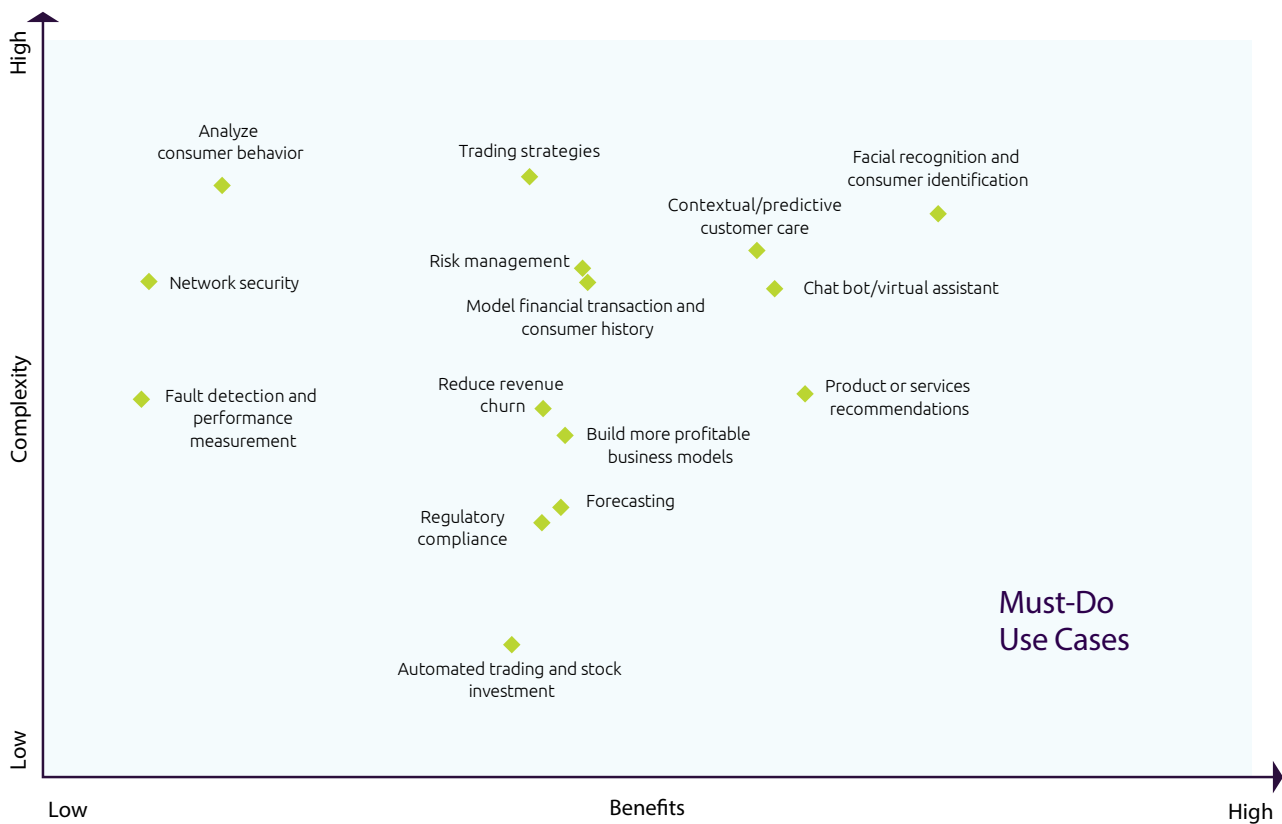 High
Analyze
consumer behavior
Trading strategies
Facial recognition and
consumer identification
Contextual/predictive
customer care
Risk management
Network security
Model financial transaction and
consumer history
Chat bot/virtual assistant
Complexity
Fault detection and
performance
measurement
Reduce revenue
churn
Product or services
recommendations
Build more profitable
business models
Forecasting
Regulatory
compliance
Must-Do
Use Cases
Automated trading and stock
investment
Low
Low
Benefits
High